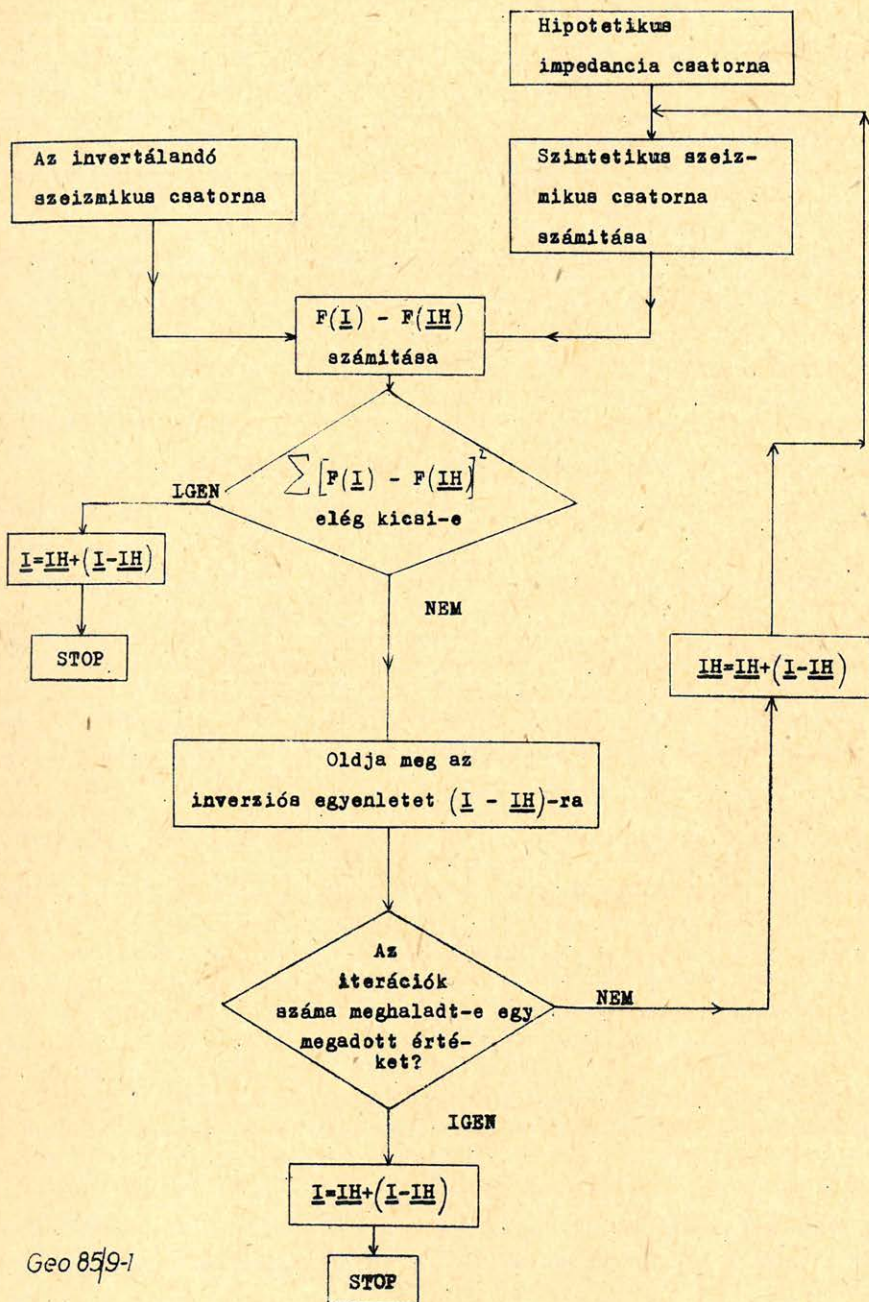 Hipotetikus
impedancia csatorna
Az invertálandó
szeizmikus csatorna
Szintetikus szeiz-
mikus csatorna
számitása
F(I) - F(IH)
számitása
∑[F(I) - F(IH)]²
elég kicsi-e
IGEN
I=IH+(I-IH)
STOP
NEM
IH=IH+(I-IH)
Oldja meg az
inverziós egyenletet (I - IH)-ra
Az
iterációk
száma meghaladt-e egy
megadott érté-
ket?
NEM
IGEN
I=IH+(I-IH)
STOP
Geo 85/9-1